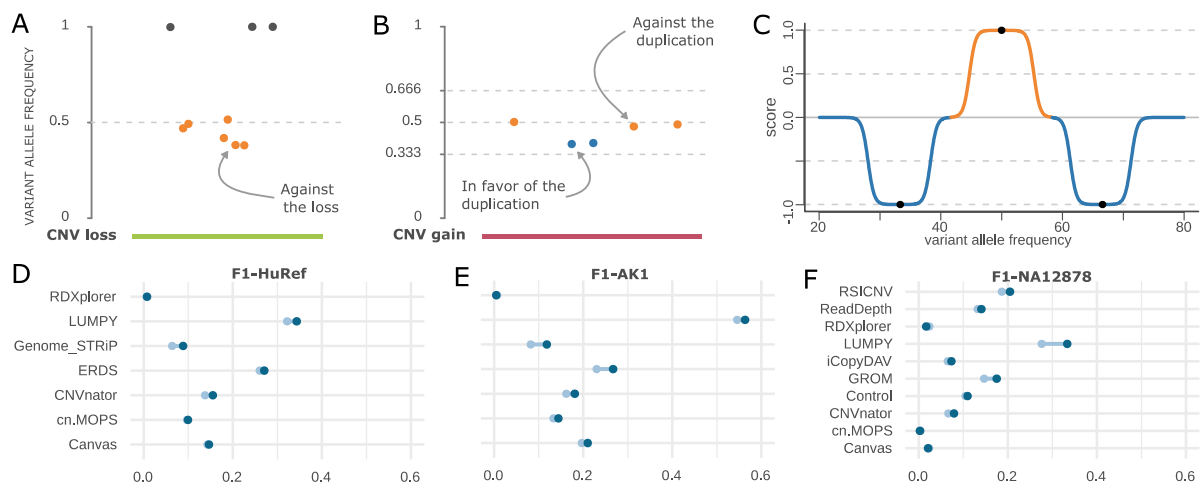 A
VARIANT ALLELE FREQUENCY
1
0.5
0
Against
the loss
CNV loss
B
1
0.666
0.5
0.333
0
Against the
duplication
In favor of the
duplication
CNV gain
C
score
1.0
0.5
0.0
-1.0
20
40
60
80
variant allele frequency
D
F1-HuRef
RDXplorer
LUMPY
Genome_STRiP
ERDS
CNVnator
cn.MOPS
Canvas
0.0
0.2
0.4
0.6
E
F1-AK1
0.0
0.2
0.4
0.6
F
F1-NA12878
RSICNV
ReadDepth
RDXplorer
LUMPY
iCopyDAV
GROM
Control
CNVnator
cn.MOPS
Canvas
0.0
0.2
0.4
0.6